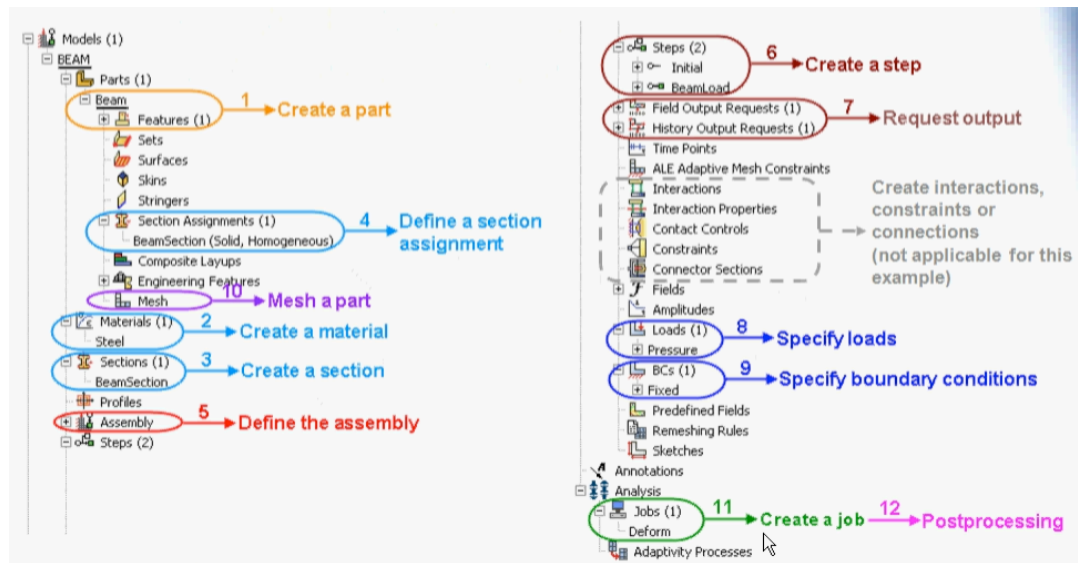 Models (1)
BEAM
Parts (1)
Beam
1
Create a part
Features (1)
Sets
Surfaces
Skins
Stringers
Section Assignments (1)
4
Define a section
assignment
BeamSection (Solid, Homogeneous)
Composite Layups
Engineering Features
10
Mesh
Mesh a part
Materials (1)
2
Create a material
Steel
Sections (1)
3
Create a section
BeamSection
Profiles
Assembly
5
Define the assembly
Steps (2)
Steps (2)
6
Create a step
Initial
BeamLoad
Field Output Requests (1)
7
Request output
History Output Requests (1)
Time Points
ALE Adaptive Mesh Constraints
Interactions
Interaction Properties
Contact Controls
Constraints
Connector Sections
Create interactions,
constraints or
connections
(not applicable for this
example)
Fields
Amplitudes
Loads (1)
8
Specify loads
Pressure
BCs (1)
9
Specify boundary conditions
Fixed
Predefined Fields
Remeshing Rules
Sketches
Annotations
Analysis
Jobs (1)
11
Create a job
12
Postprocessing
Deform
Adaptivity Processes